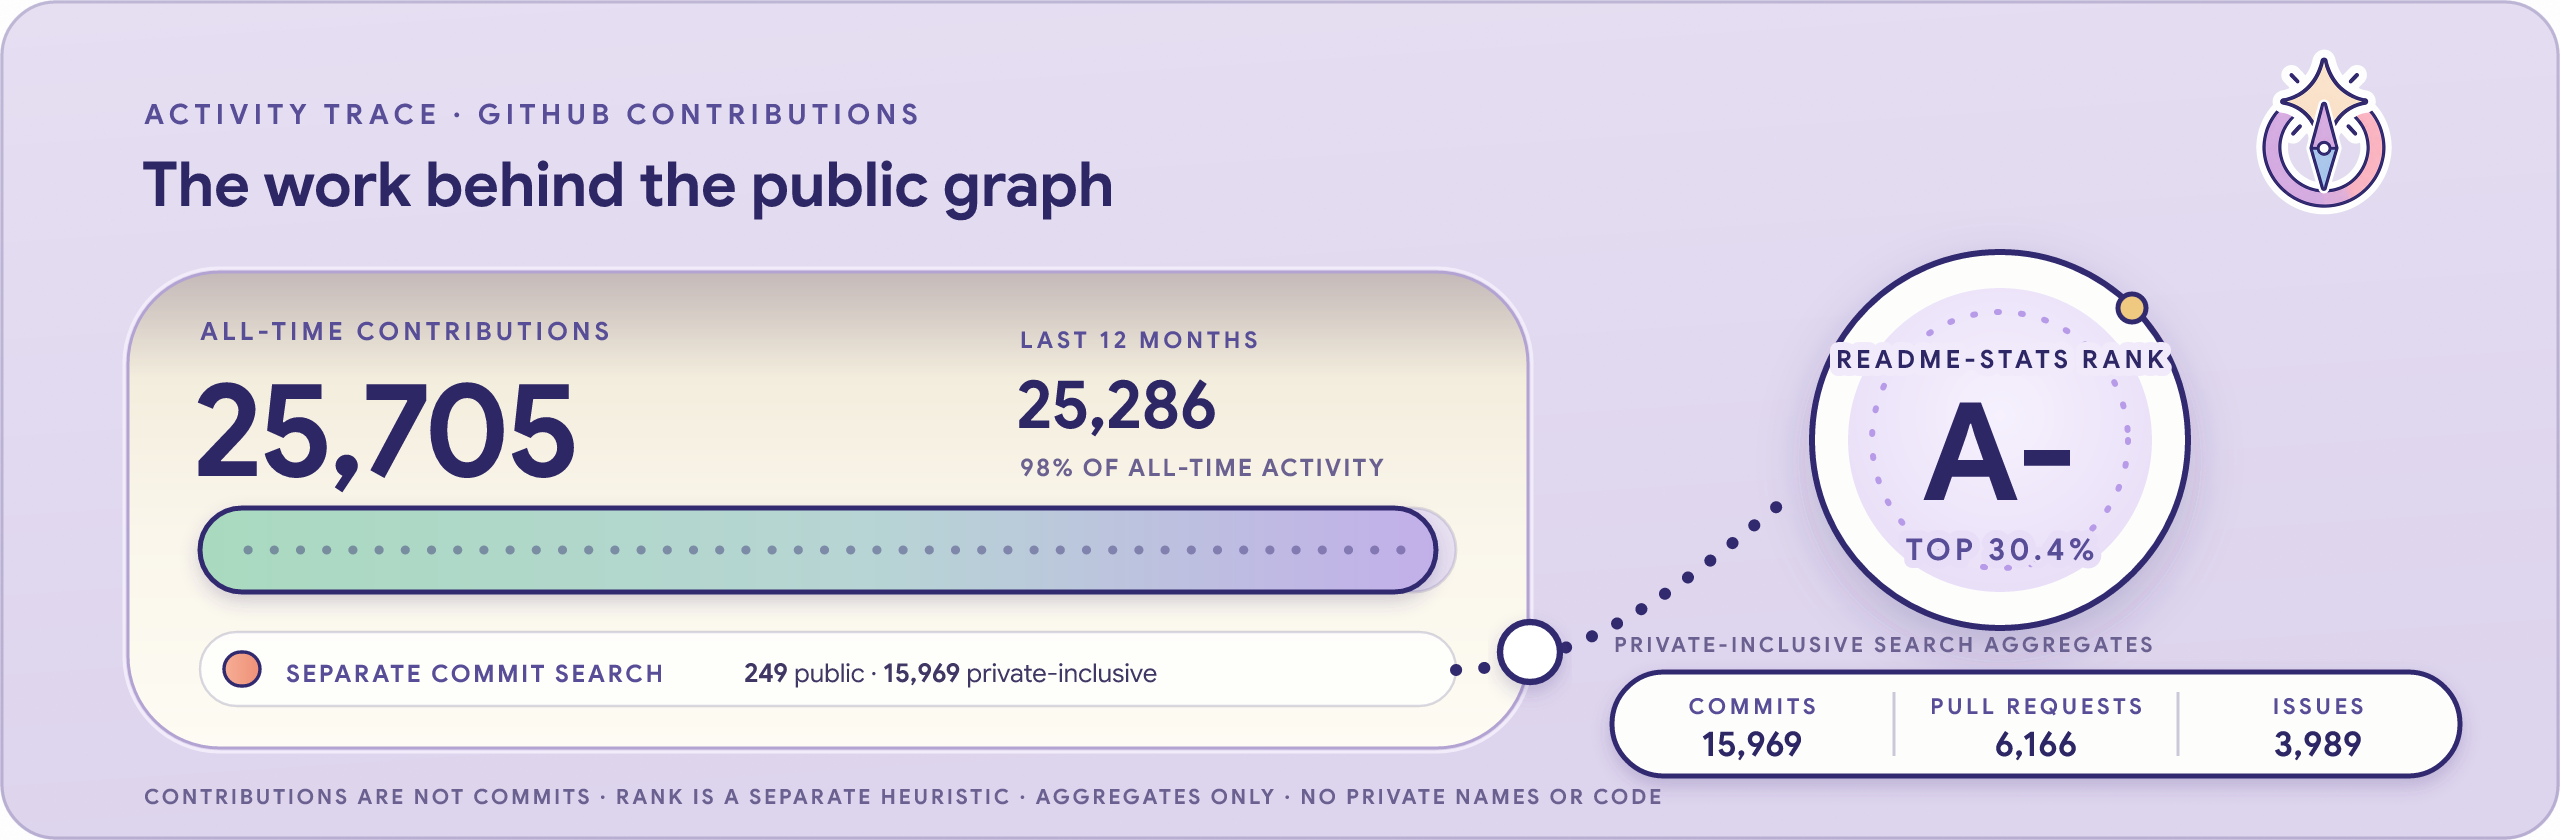 ACTIVITY TRACE · GITHUB CONTRIBUTIONS
The work behind the public graph
ALL-TIME CONTRIBUTIONS
25,705
LAST 12 MONTHS
25,286
98% OF ALL-TIME ACTIVITY
SEPARATE COMMIT SEARCH
249 public · 15,969 private-inclusive
README-STATS RANK
A-
TOP 30.4%
PRIVATE-INCLUSIVE SEARCH AGGREGATES
COMMITS
15,969
PULL REQUESTS
6,166
ISSUES
3,989
CONTRIBUTIONS ARE NOT COMMITS · RANK IS A SEPARATE HEURISTIC · AGGREGATES ONLY · NO PRIVATE NAMES OR CODE